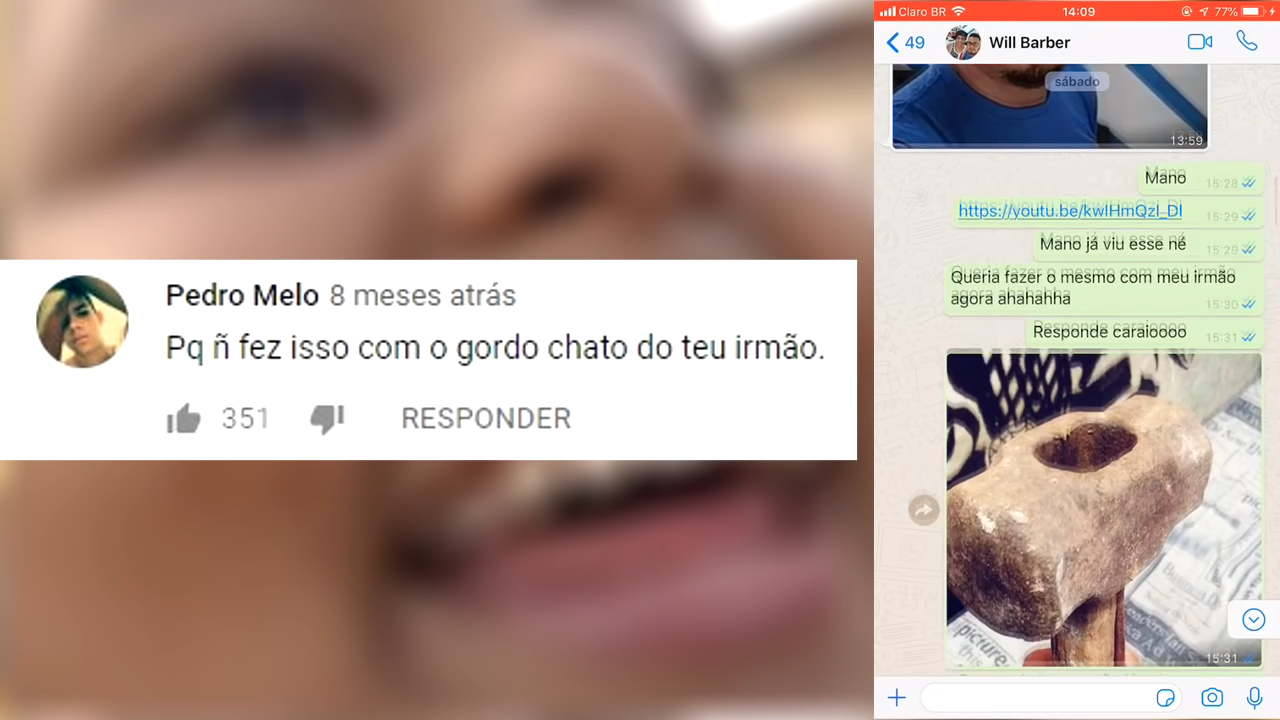 Pedro Melo 8 meses atrás
Pq ñ fez isso com o gordo chato do teu irmão.
351 RESPONDER
Claro BR 14:09 77%
49 Will Barber
sábado
13:59
Mano 15:28
https://youtu.be/kwlHmQzl_DI 15:29
Mano já viu esse né 15:29
Queria fazer o mesmo com meu irmão
agora ahahahha 15:30
Responde caraioooo 15:31
picture
this
15:31